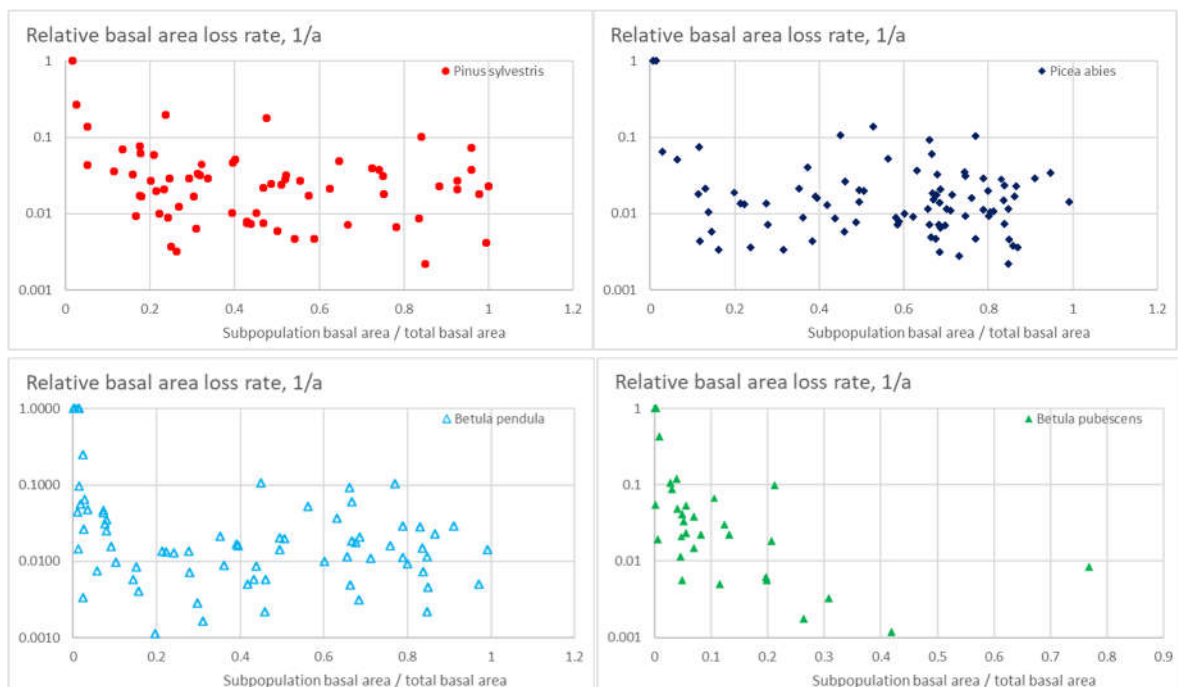 Relative basal area loss rate, 1/a
1
Pinus sylvestris
0.1
0.01
0.001
0 0.2 0.4 0.6 0.8 1 1.2
Subpopulation basal area / total basal area
Relative basal area loss rate, 1/a
1
Picea abies
0.1
0.01
0.001
0 0.2 0.4 0.6 0.8 1 1.2
Subpopulation basal area / total basal area
Relative basal area loss rate, 1/a
1.0000
Betula pendula
0.1000
0.0100
0.0010
0 0.2 0.4 0.6 0.8 1 1.2
Subpopulation basal area / total basal area
Relative basal area loss rate, 1/a
1
Betula pubescens
0.1
0.01
0.001
0 0.1 0.2 0.3 0.4 0.5 0.6 0.7 0.8 0.9
Subpopulation basal area / total basal area